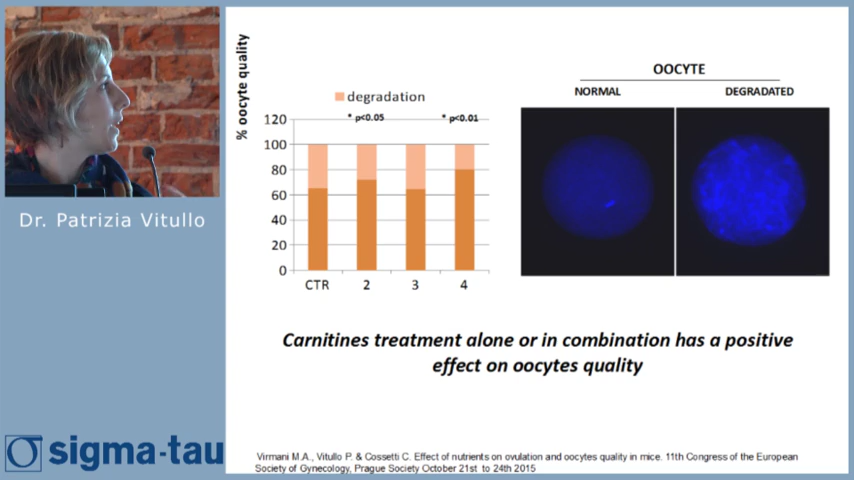 Dr. Patrizia Vitullo
sigma-tau
% oocyte quality
degradation
* p<0.05
* p<0.01
120
100
80
60
40
20
0
CTR 2 3 4
OOCYTE
NORMAL DEGRADATED
Carnitines treatment alone or in combination has a positive
effect on oocytes quality
Virmani M.A., Vitullo P. & Cossetti C. Effect of nutrients on ovulation and oocytes quality in mice. 11th Congress of the European
Society of Gynecology, Prague Society October 21st to 24th 2015